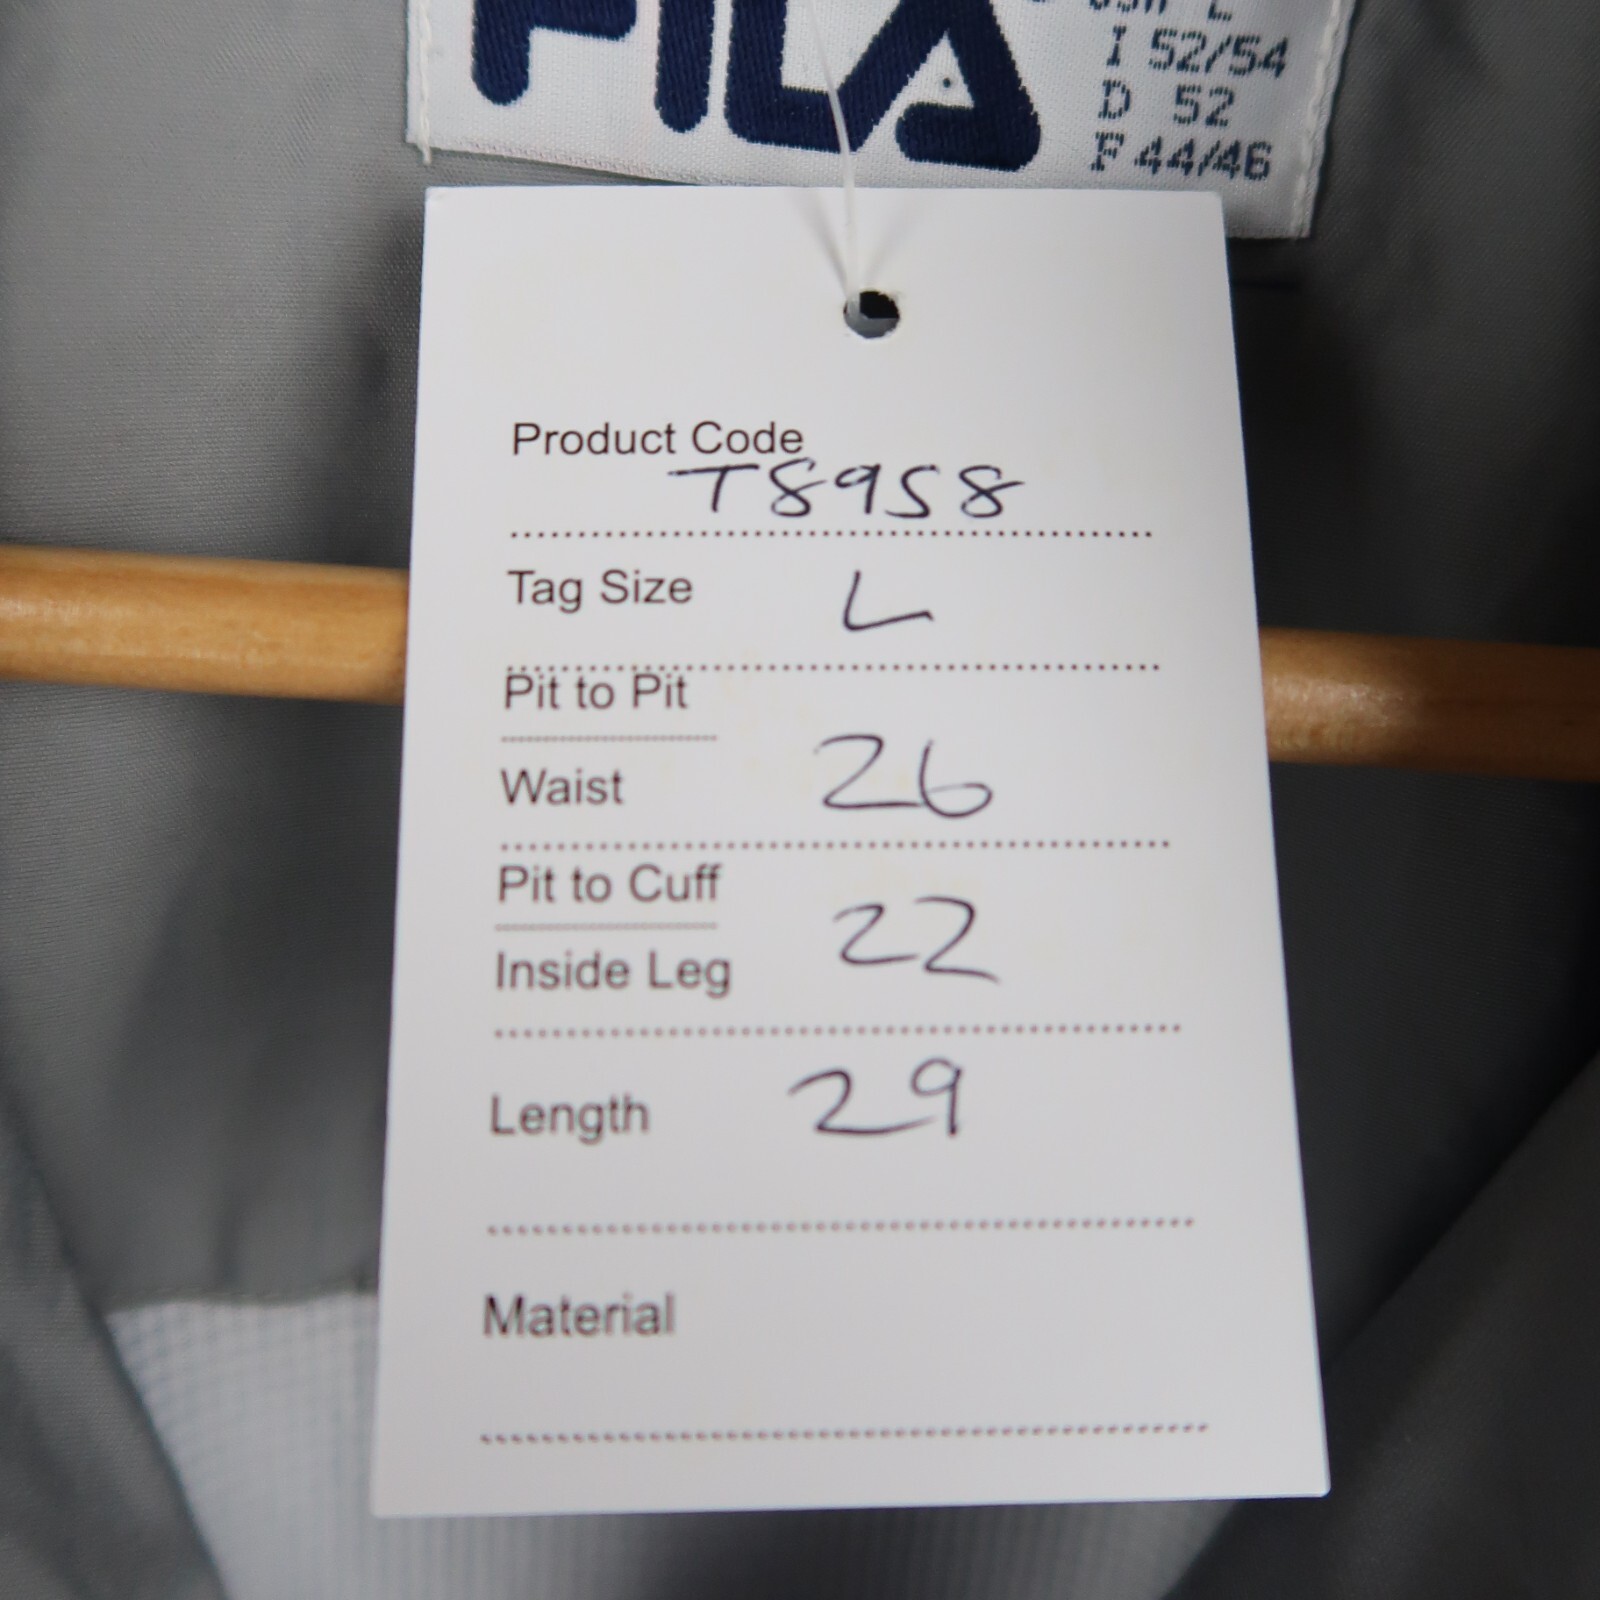 FILA
L
I 52/54
D 52
F 44/46
Product Code
T8958
Tag Size L
Pit to Pit
Waist 26
Pit to Cuff
Inside Leg 22
Length 29
Material